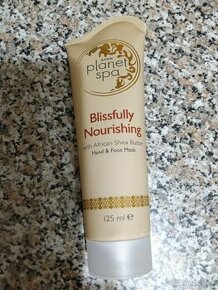 AVON
planet
spa
Blissfully
Nourishing
with African Shea Butter
Hand & Foot Mask
125 ml e